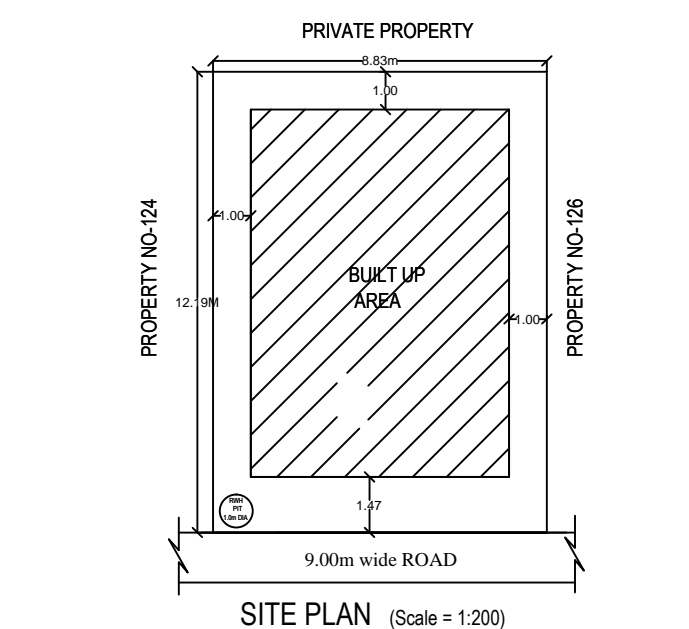 PRIVATE PROPERTY
8.83m
1.00
PROPERTY NO-124
1.00
BUILT UP
AREA
12.19M
1.00
PROPERTY NO-126
1.47
RWH
PIT
1.0m DIA
9.00m wide ROAD
SITE PLAN (Scale = 1:200)